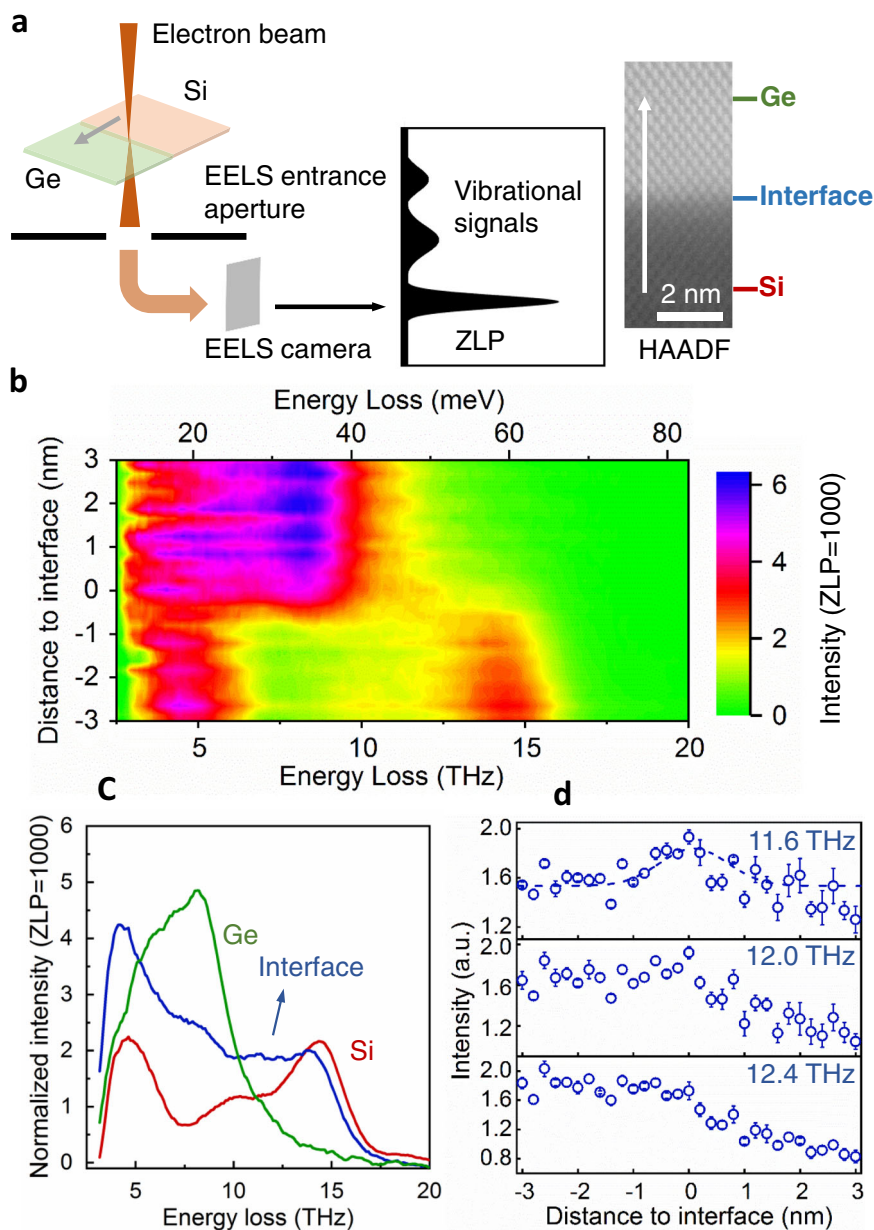 a
Electron beam
Si
Ge
EELS entrance
aperture
EELS camera
Vibrational
signals
ZLP
Ge
Interface
Si
2 nm
HAADF
b
Energy Loss (meV)
20 40 60 80
Distance to interface (nm)
3
2
1
0
-1
-2
-3
5 10 15 20
Energy Loss (THz)
6
4
2
0
Intensity (ZLP=1000)
C
Normalized intensity (ZLP=1000)
6
5
4
3
2
1
0
Ge
Interface
Si
5 10 15 20
Energy loss (THz)
d
Intensity (a.u.)
2.0
1.6
1.2
11.6 THz
2.0
1.6
1.2
12.0 THz
2.0
1.6
1.2
0.8
12.4 THz
-3 -2 -1 0 1 2 3
Distance to interface (nm)